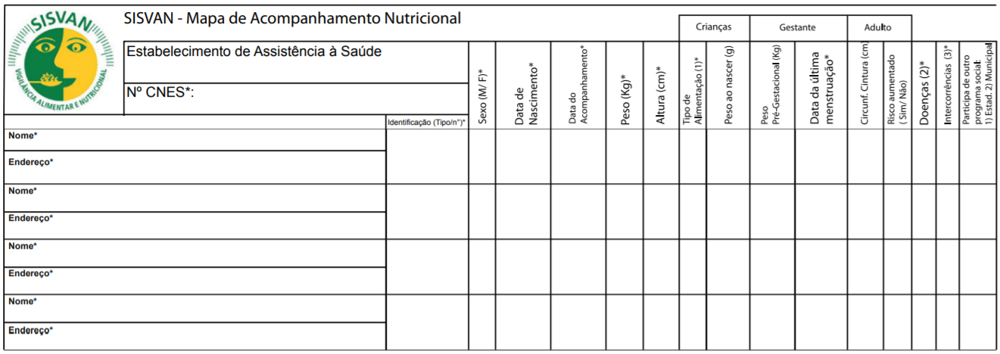 SISVAN
VIGILÂNCIA ALIMENTAR E NUTRICIONAL
SISVAN - Mapa de Acompanhamento Nutricional
Estabelecimento de Assistência à Saúde
Nº CNES*:
Crianças
Gestante
Adulto
Identificação (Tipo/n°)*
Sexo (M/ F)*
Data de
Nascimento*
Data do
Acompanhamento*
Peso (Kg)*
Altura (cm)*
Tipo de
Alimentação (1)*
Peso ao nascer (g)
Peso
Pré-Gestacional (Kg)
Data da última
menstruação*
Circunf. Cintura (cm)
Risco aumentado
( Sim/ Não)
Doenças (2)*
Intercorrências (3)*
Participa de outro
programa social:
1) Estad. 2) Municipal
Nome*
Endereço*
Nome*
Endereço*
Nome*
Endereço*
Nome*
Endereço*